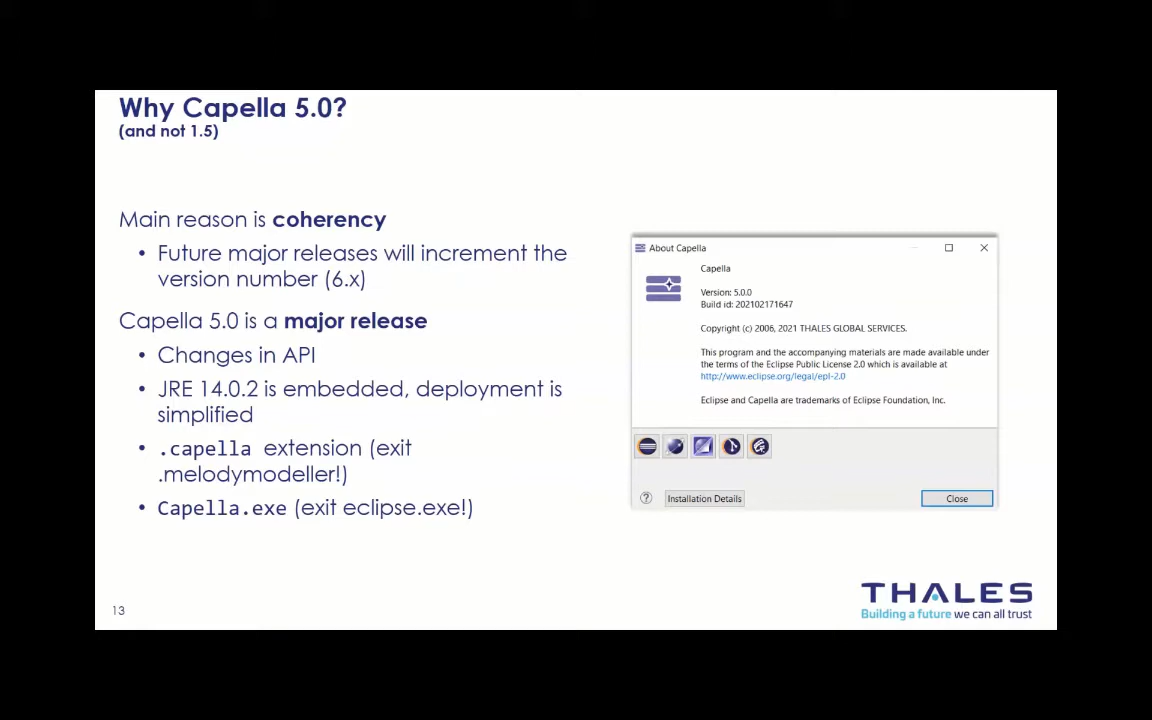 Why Capella 5.0?
(and not 1.5)
Main reason is coherency
• Future major releases will increment the
version number (6.x)
Capella 5.0 is a major release
• Changes in API
• JRE 14.0.2 is embedded, deployment is
simplified
• .capella extension (exit
.melodymodeller!)
• Capella.exe (exit eclipse.exe!)
About Capella
Capella
Version: 5.0.0
Build id: 202102171647
Copyright (c) 2006, 2021 THALES GLOBAL SERVICES.
This program and the accompanying materials are made available under
the terms of the Eclipse Public License 2.0 which is available at
http://www.eclipse.org/legal/epl-2.0
Eclipse and Capella are trademarks of Eclipse Foundation, Inc.
? Installation Details Close
13
THALES
Building a future we can all trust